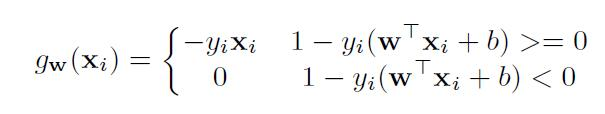 g_w(x_i) = { −y_i x_i   1 − y_i(w^⊤ x_i + b) >= 0
0   1 − y_i(w^⊤ x_i + b) < 0